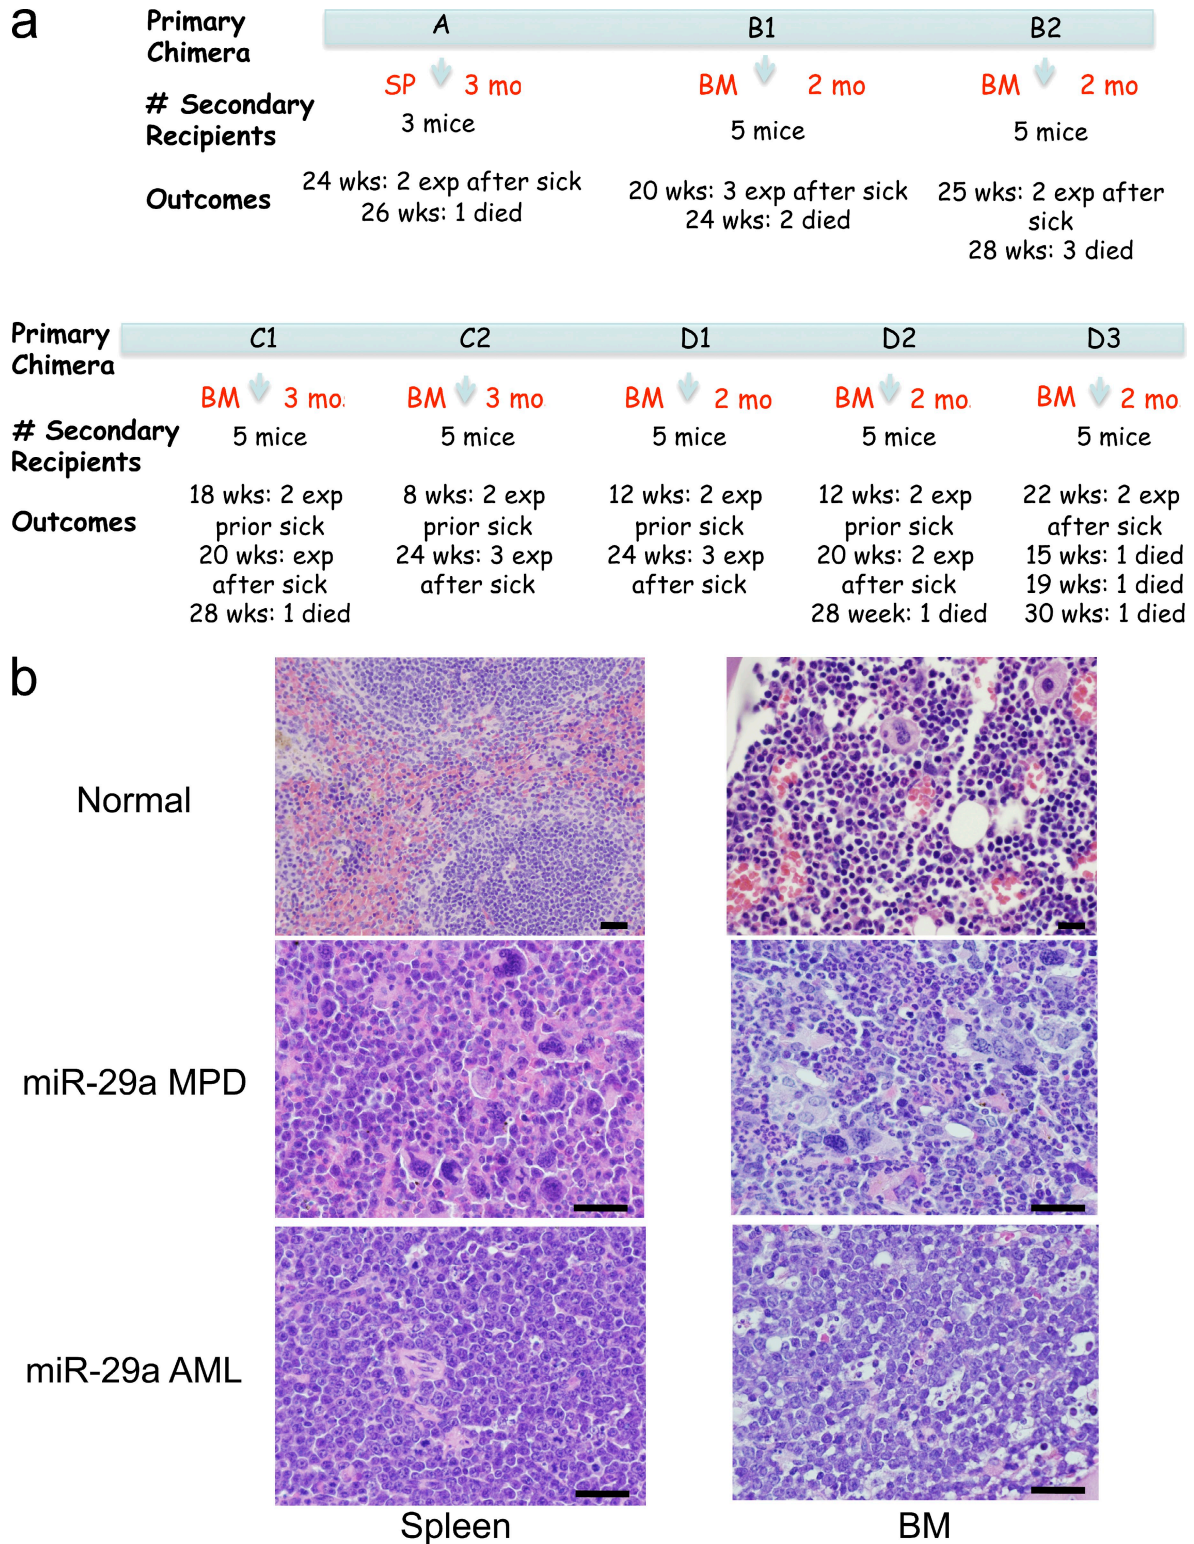 a
Primary Chimera
A
B1
B2
SP 3 mo
BM 2 mo
BM 2 mo
# Secondary Recipients
3 mice
5 mice
5 mice
Outcomes
24 wks: 2 exp after sick
26 wks: 1 died
20 wks: 3 exp after sick
24 wks: 2 died
25 wks: 2 exp after
sick
28 wks: 3 died
Primary Chimera
C1
C2
D1
D2
D3
BM 3 mo.
BM 3 mo
BM 2 mo
BM 2 mo.
BM 2 mo
# Secondary Recipients
5 mice
5 mice
5 mice
5 mice
5 mice
Outcomes
18 wks: 2 exp
prior sick
20 wks: exp
after sick
28 wks: 1 died
8 wks: 2 exp
prior sick
24 wks: 3 exp
after sick
12 wks: 2 exp
prior sick
24 wks: 3 exp
after sick
12 wks: 2 exp
prior sick
20 wks: 2 exp
after sick
28 week: 1 died
22 wks: 2 exp
after sick
15 wks: 1 died
19 wks: 1 died
30 wks: 1 died
b
Normal
miR-29a MPD
miR-29a AML
Spleen
BM